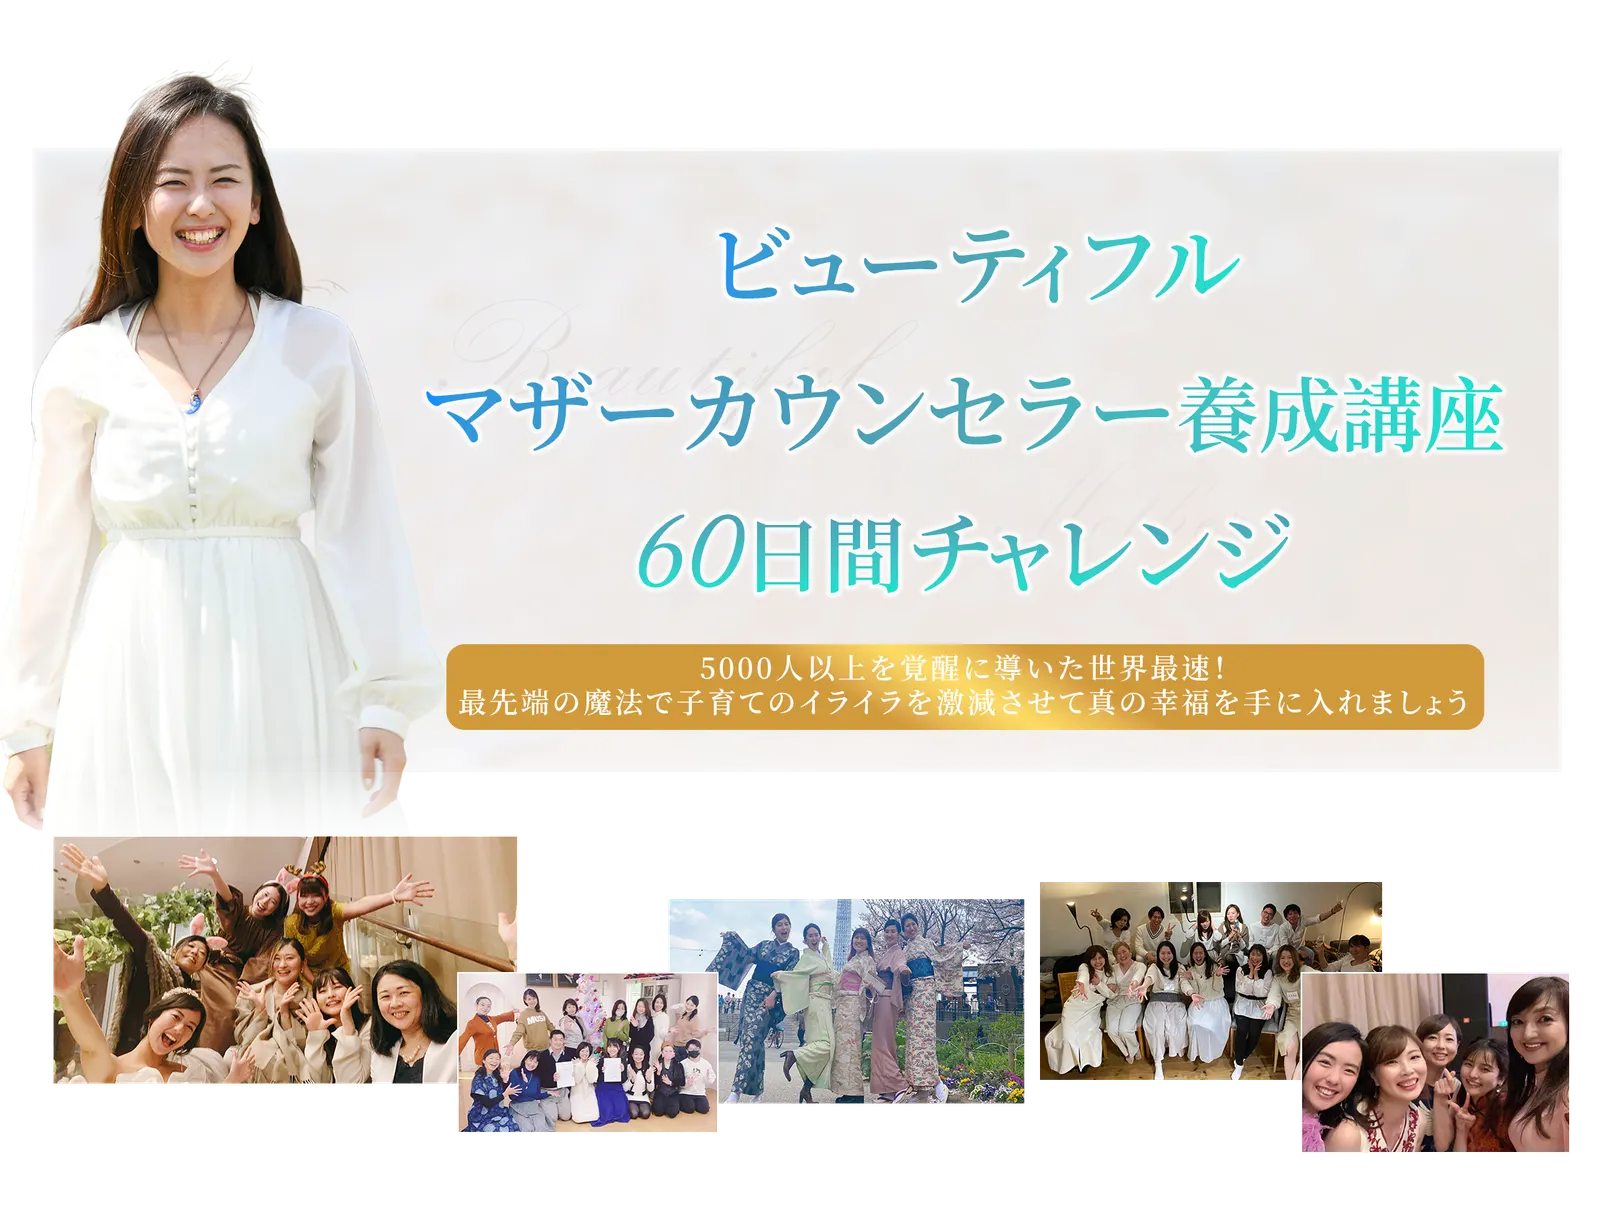 ビューティフル
マザーカウンセラー養成講座
60日間チャレンジ
5000人以上を覚醒に導いた世界最速！
最先端の魔法で子育てのイライラを激減させて真の幸福を手に入れましょう
Beautiful